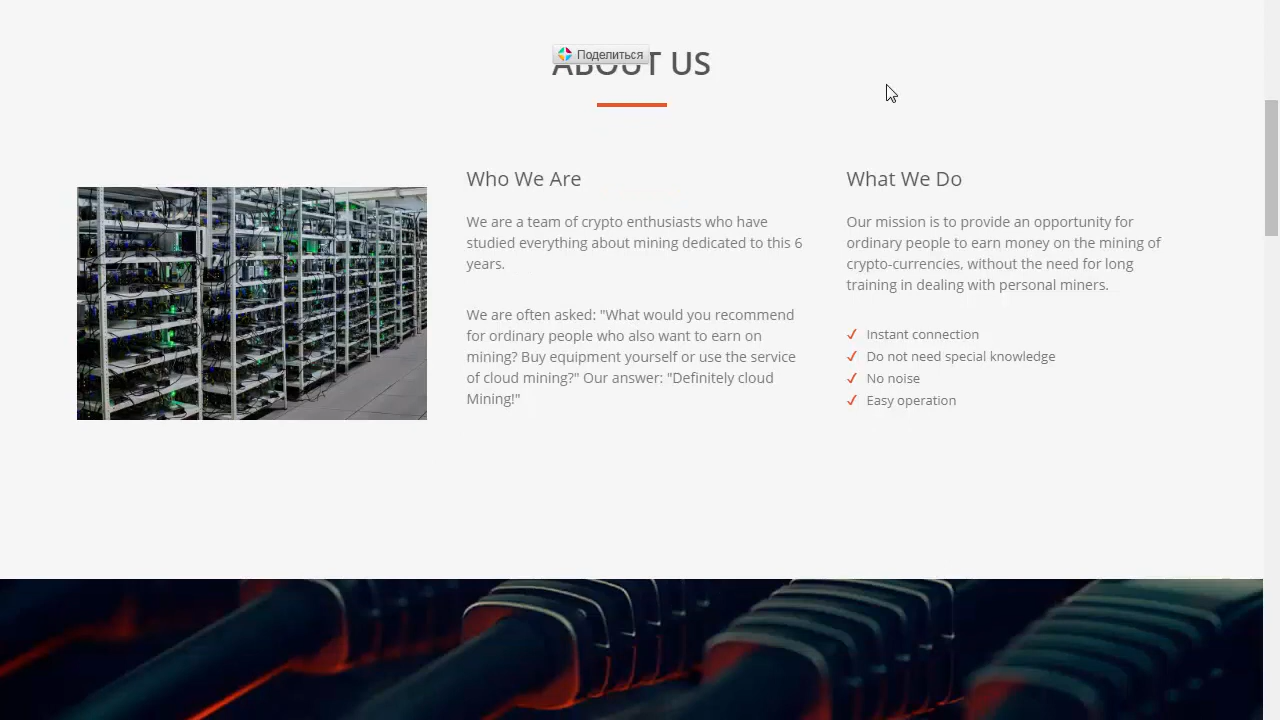 Поделиться
ABOUT US
Who We Are
We are a team of crypto enthusiasts who have
studied everything about mining dedicated to this 6
years.
We are often asked: "What would you recommend
for ordinary people who also want to earn on
mining? Buy equipment yourself or use the service
of cloud mining?" Our answer: "Definitely cloud
Mining!"
What We Do
Our mission is to provide an opportunity for
ordinary people to earn money on the mining of
crypto-currencies, without the need for long
training in dealing with personal miners.
Instant connection
Do not need special knowledge
No noise
Easy operation